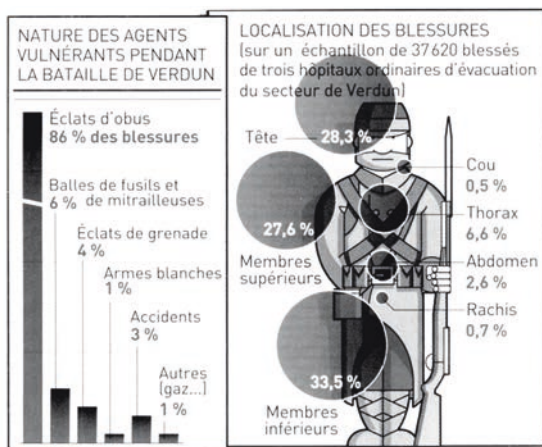 NATURE DES AGENTS
VULNÉRANTS PENDANT
LA BATAILLE DE VERDUN
Éclats d'obus
86 % des blessures
Balles de fusils et
6 % de mitrailleuses
Éclats de grenade
4 %
Armes blanches
1 %
Accidents
3 %
Autres
(gaz...)
1 %
LOCALISATION DES BLESSURES
(sur un échantillon de 37 620 blessés
de trois hôpitaux ordinaires d'évacuation
du secteur de Verdun)
Tête
28,3 %
Cou
0,5 %
27,6 %
Membres
supérieurs
Thorax
6,6 %
Abdomen
2,6 %
Rachis
0,7 %
33,5 %
Membres
inférieurs